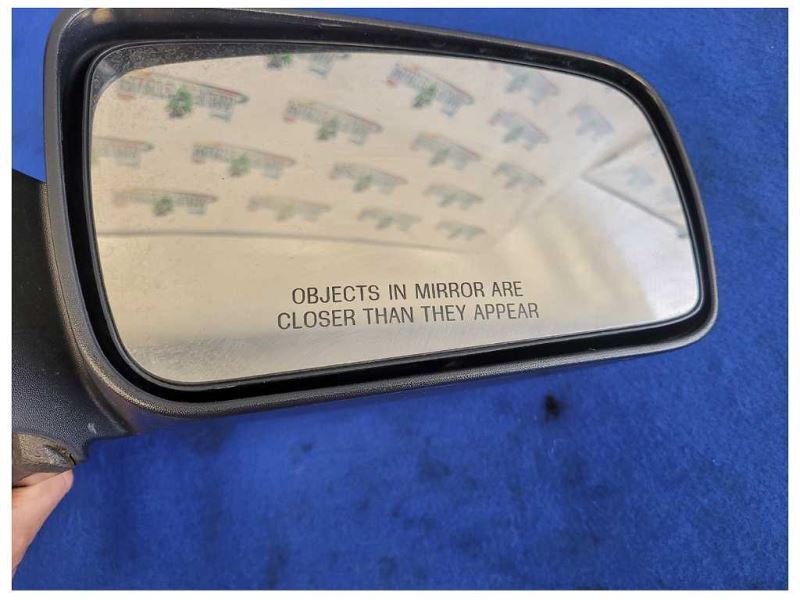 OBJECTS IN MIRROR ARE
CLOSER THAN THEY APPEAR